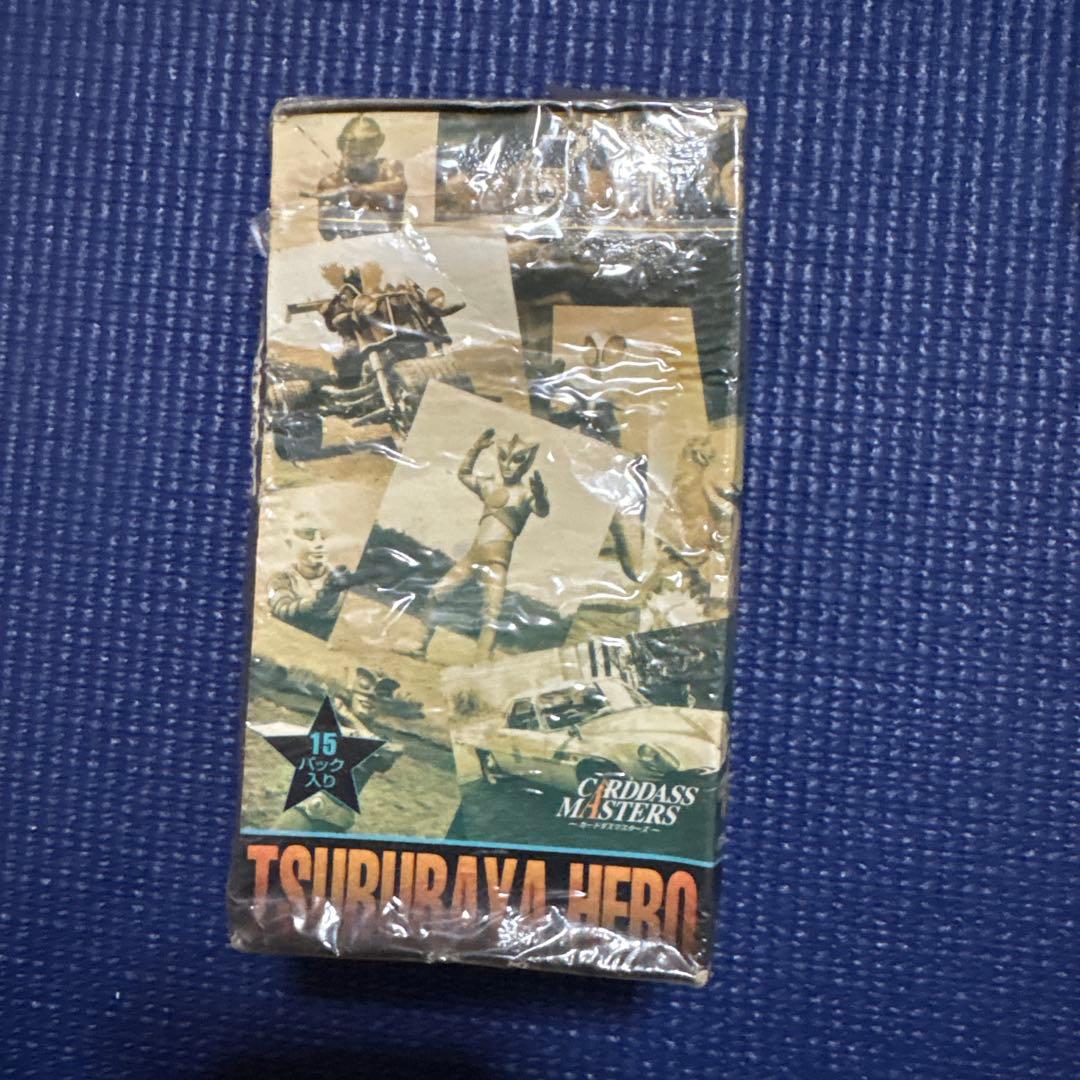 15
パック
入り
CARDDASS
MASTERS
ーカードダスマスターズー
TSUBURAYA HERO